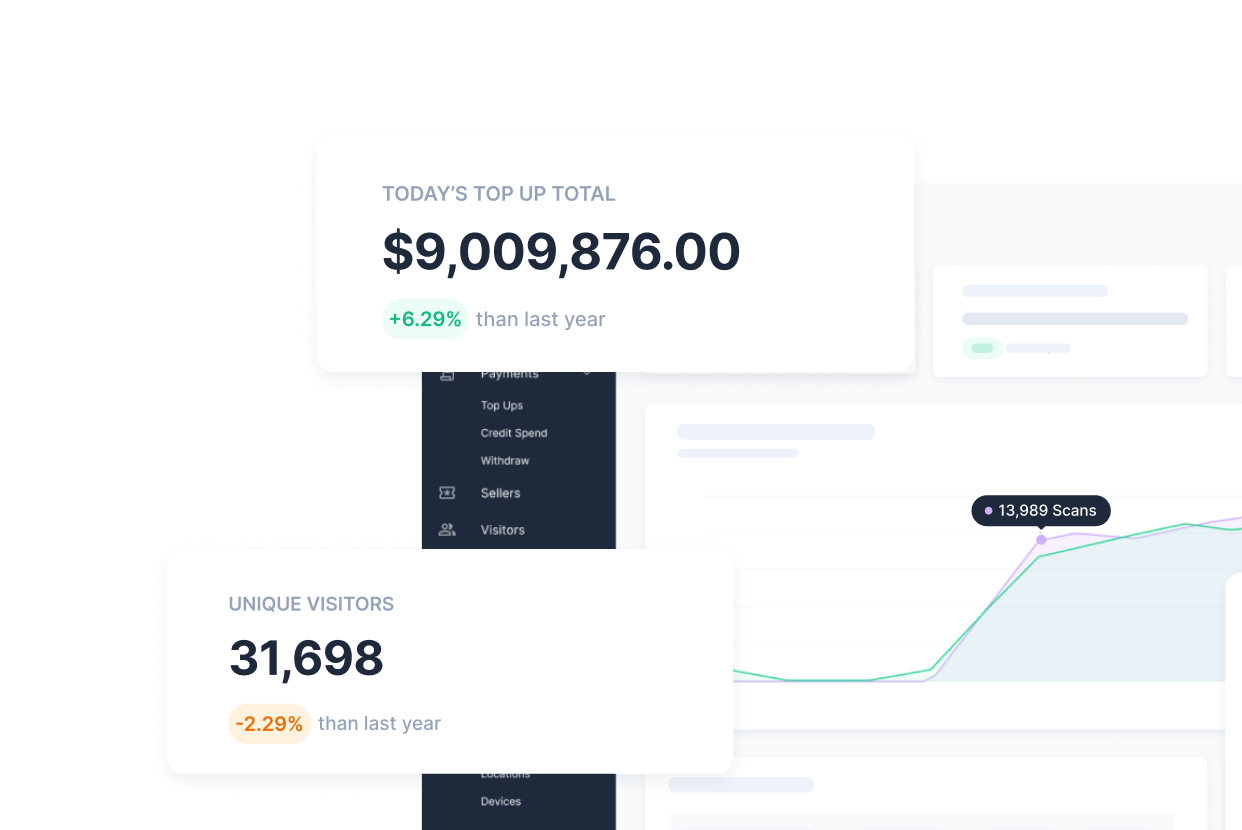 TODAY’S TOP UP TOTAL
$9,009,876.00
+6.29% than last year
Payments
Top Ups
Credit Spend
Withdraw
Sellers
Visitors
13,989 Scans
UNIQUE VISITORS
31,698
-2.29% than last year
Locations
Devices